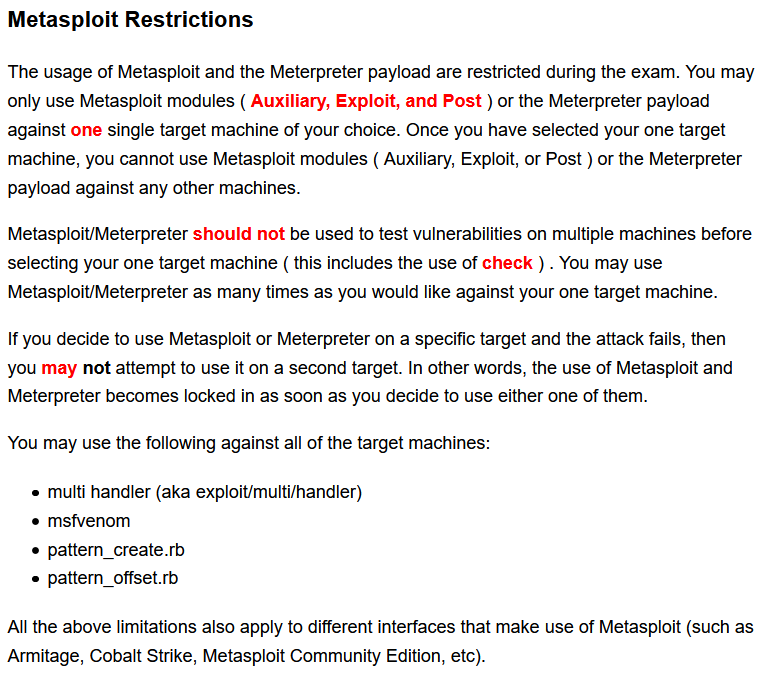 Metasploit Restrictions
The usage of Metasploit and the Meterpreter payload are restricted during the exam. You may
only use Metasploit modules ( Auxiliary, Exploit, and Post ) or the Meterpreter payload
against one single target machine of your choice. Once you have selected your one target
machine, you cannot use Metasploit modules ( Auxiliary, Exploit, or Post ) or the Meterpreter
payload against any other machines.
Metasploit/Meterpreter should not be used to test vulnerabilities on multiple machines before
selecting your one target machine ( this includes the use of check ) . You may use
Metasploit/Meterpreter as many times as you would like against your one target machine.
If you decide to use Metasploit or Meterpreter on a specific target and the attack fails, then
you may not attempt to use it on a second target. In other words, the use of Metasploit and
Meterpreter becomes locked in as soon as you decide to use either one of them.
You may use the following against all of the target machines:
• multi handler (aka exploit/multi/handler)
• msfvenom
• pattern_create.rb
• pattern_offset.rb
All the above limitations also apply to different interfaces that make use of Metasploit (such as
Armitage, Cobalt Strike, Metasploit Community Edition, etc).